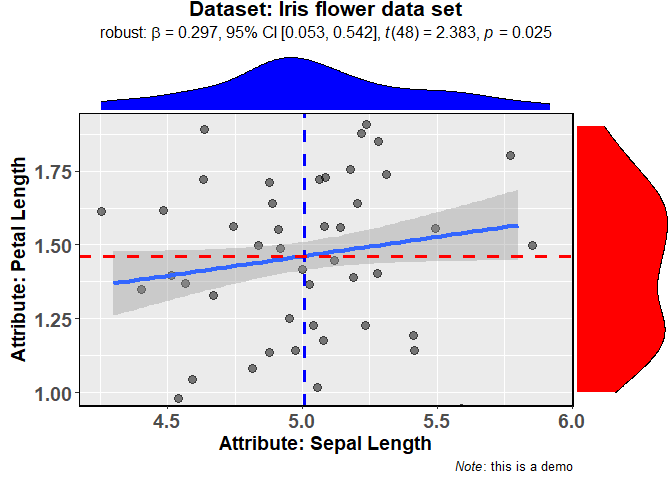 Dataset: Iris flower data set
robust: β = 0.297, 95% CI [0.053, 0.542], t(48) = 2.383, p = 0.025
Attribute: Petal Length
1.75
1.50
1.25
1.00
4.5 5.0 5.5 6.0
Attribute: Sepal Length
Note: this is a demo